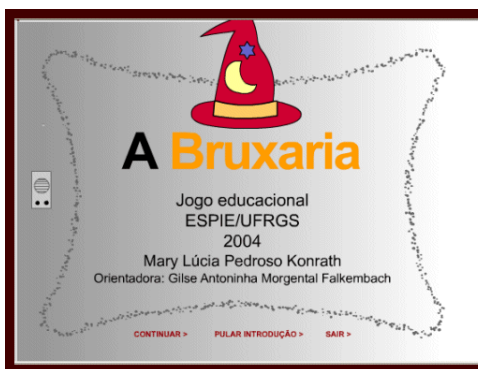 A Bruxaria
Jogo educacional
ESPIE/UFRGS
2004
Mary Lúcia Pedroso Konrath
Orientadora: Gilse Antoninha Morgental Falkembach
CONTINUAR > PULAR INTRODUÇÃO > SAIR >